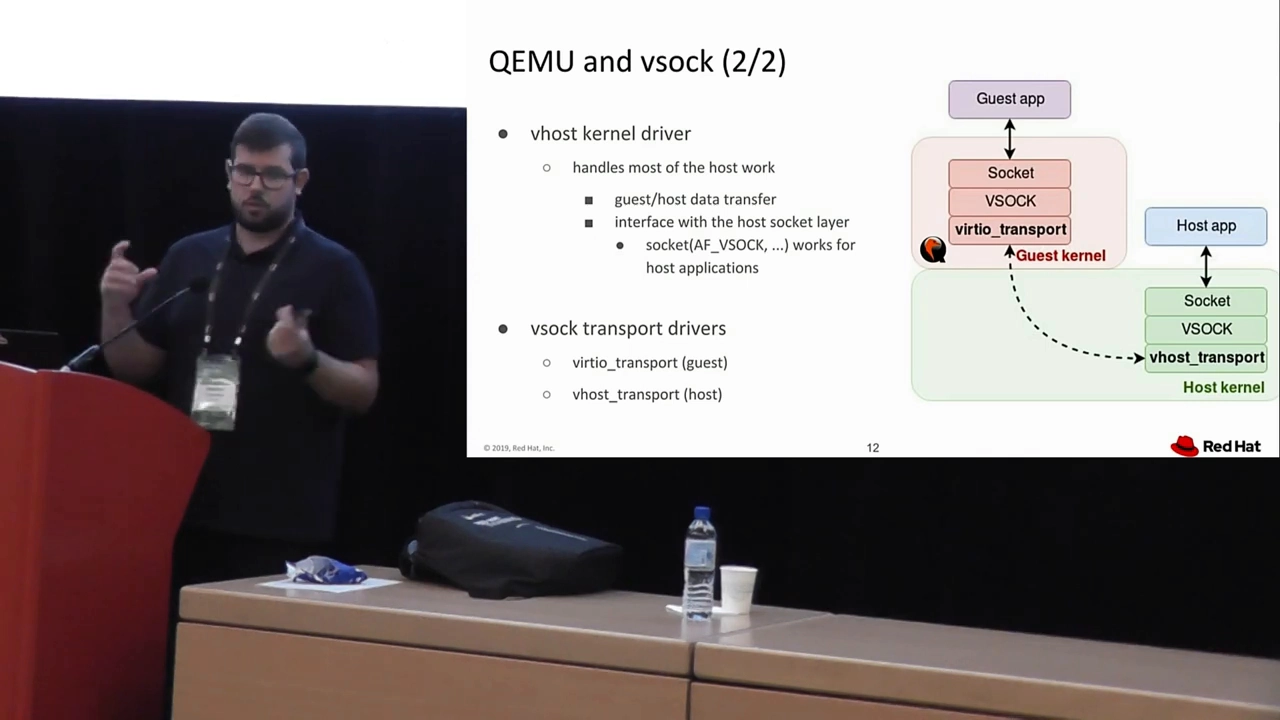 QEMU and vsock (2/2)
● vhost kernel driver
○ handles most of the host work
■ guest/host data transfer
■ interface with the host socket layer
● socket(AF_VSOCK, ...) works for
host applications
● vsock transport drivers
○ virtio_transport (guest)
○ vhost_transport (host)
Guest app
Socket
VSOCK
virtio_transport
Guest kernel
Host app
Socket
VSOCK
vhost_transport
Host kernel
© 2019, Red Hat, Inc.
12
Red Hat